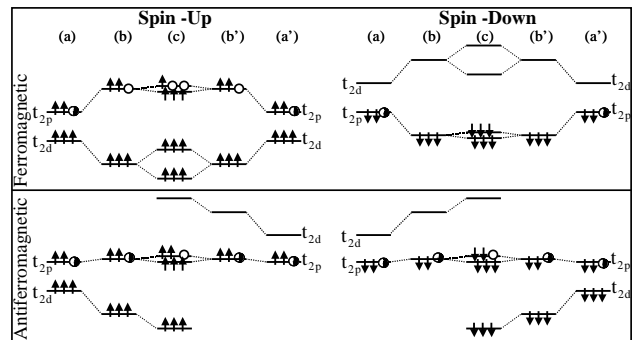 Spin -Up Spin -Down
(a) (b) (c) (b') (a') (a) (b) (c) (b') (a')
Ferromagnetic
t2d t2d
t2p t2p t2p t2p
t2d t2d
Antiferromagnetic
t2d t2d
t2p t2p t2p t2p
t2d t2d